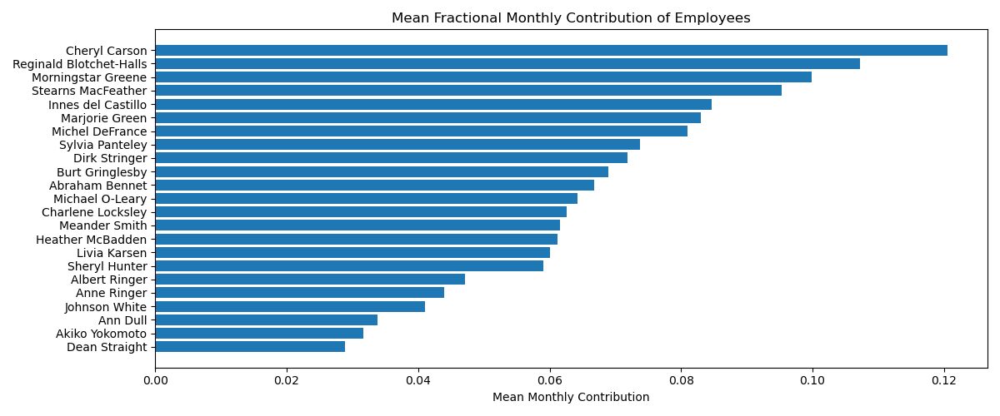 Mean Fractional Monthly Contribution of Employees
Cheryl Carson
Reginald Blotchet-Halls
Morningstar Greene
Stearns MacFeather
Innes del Castillo
Marjorie Green
Michel DeFrance
Sylvia Panteley
Dirk Stringer
Burt Gringlesby
Abraham Bennet
Michael O-Leary
Charlene Locksley
Meander Smith
Heather McBadden
Livia Karsen
Sheryl Hunter
Albert Ringer
Anne Ringer
Johnson White
Ann Dull
Akiko Yokomoto
Dean Straight
0.00 0.02 0.04 0.06 0.08 0.10 0.12
Mean Monthly Contribution